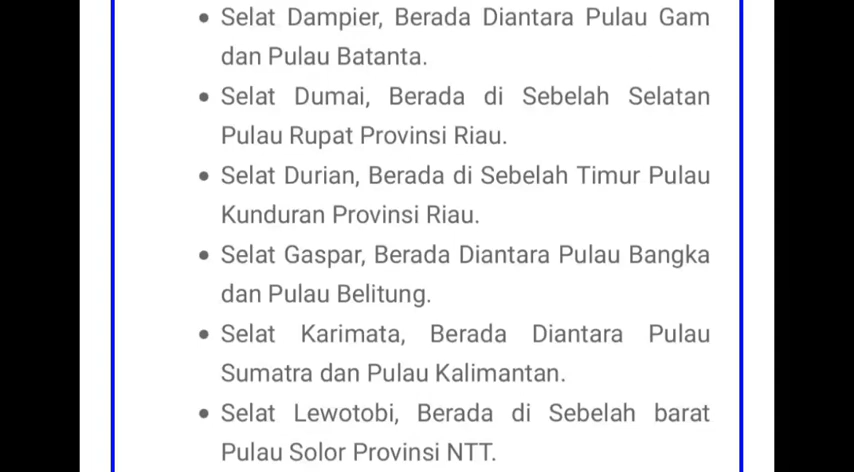 Selat Dampier, Berada Diantara Pulau Gam
dan Pulau Batanta.
Selat Dumai, Berada di Sebelah Selatan
Pulau Rupat Provinsi Riau.
Selat Durian, Berada di Sebelah Timur Pulau
Kunduran Provinsi Riau.
Selat Gaspar, Berada Diantara Pulau Bangka
dan Pulau Belitung.
Selat Karimata, Berada Diantara Pulau
Sumatra dan Pulau Kalimantan.
Selat Lewotobi, Berada di Sebelah barat
Pulau Solor Provinsi NTT.